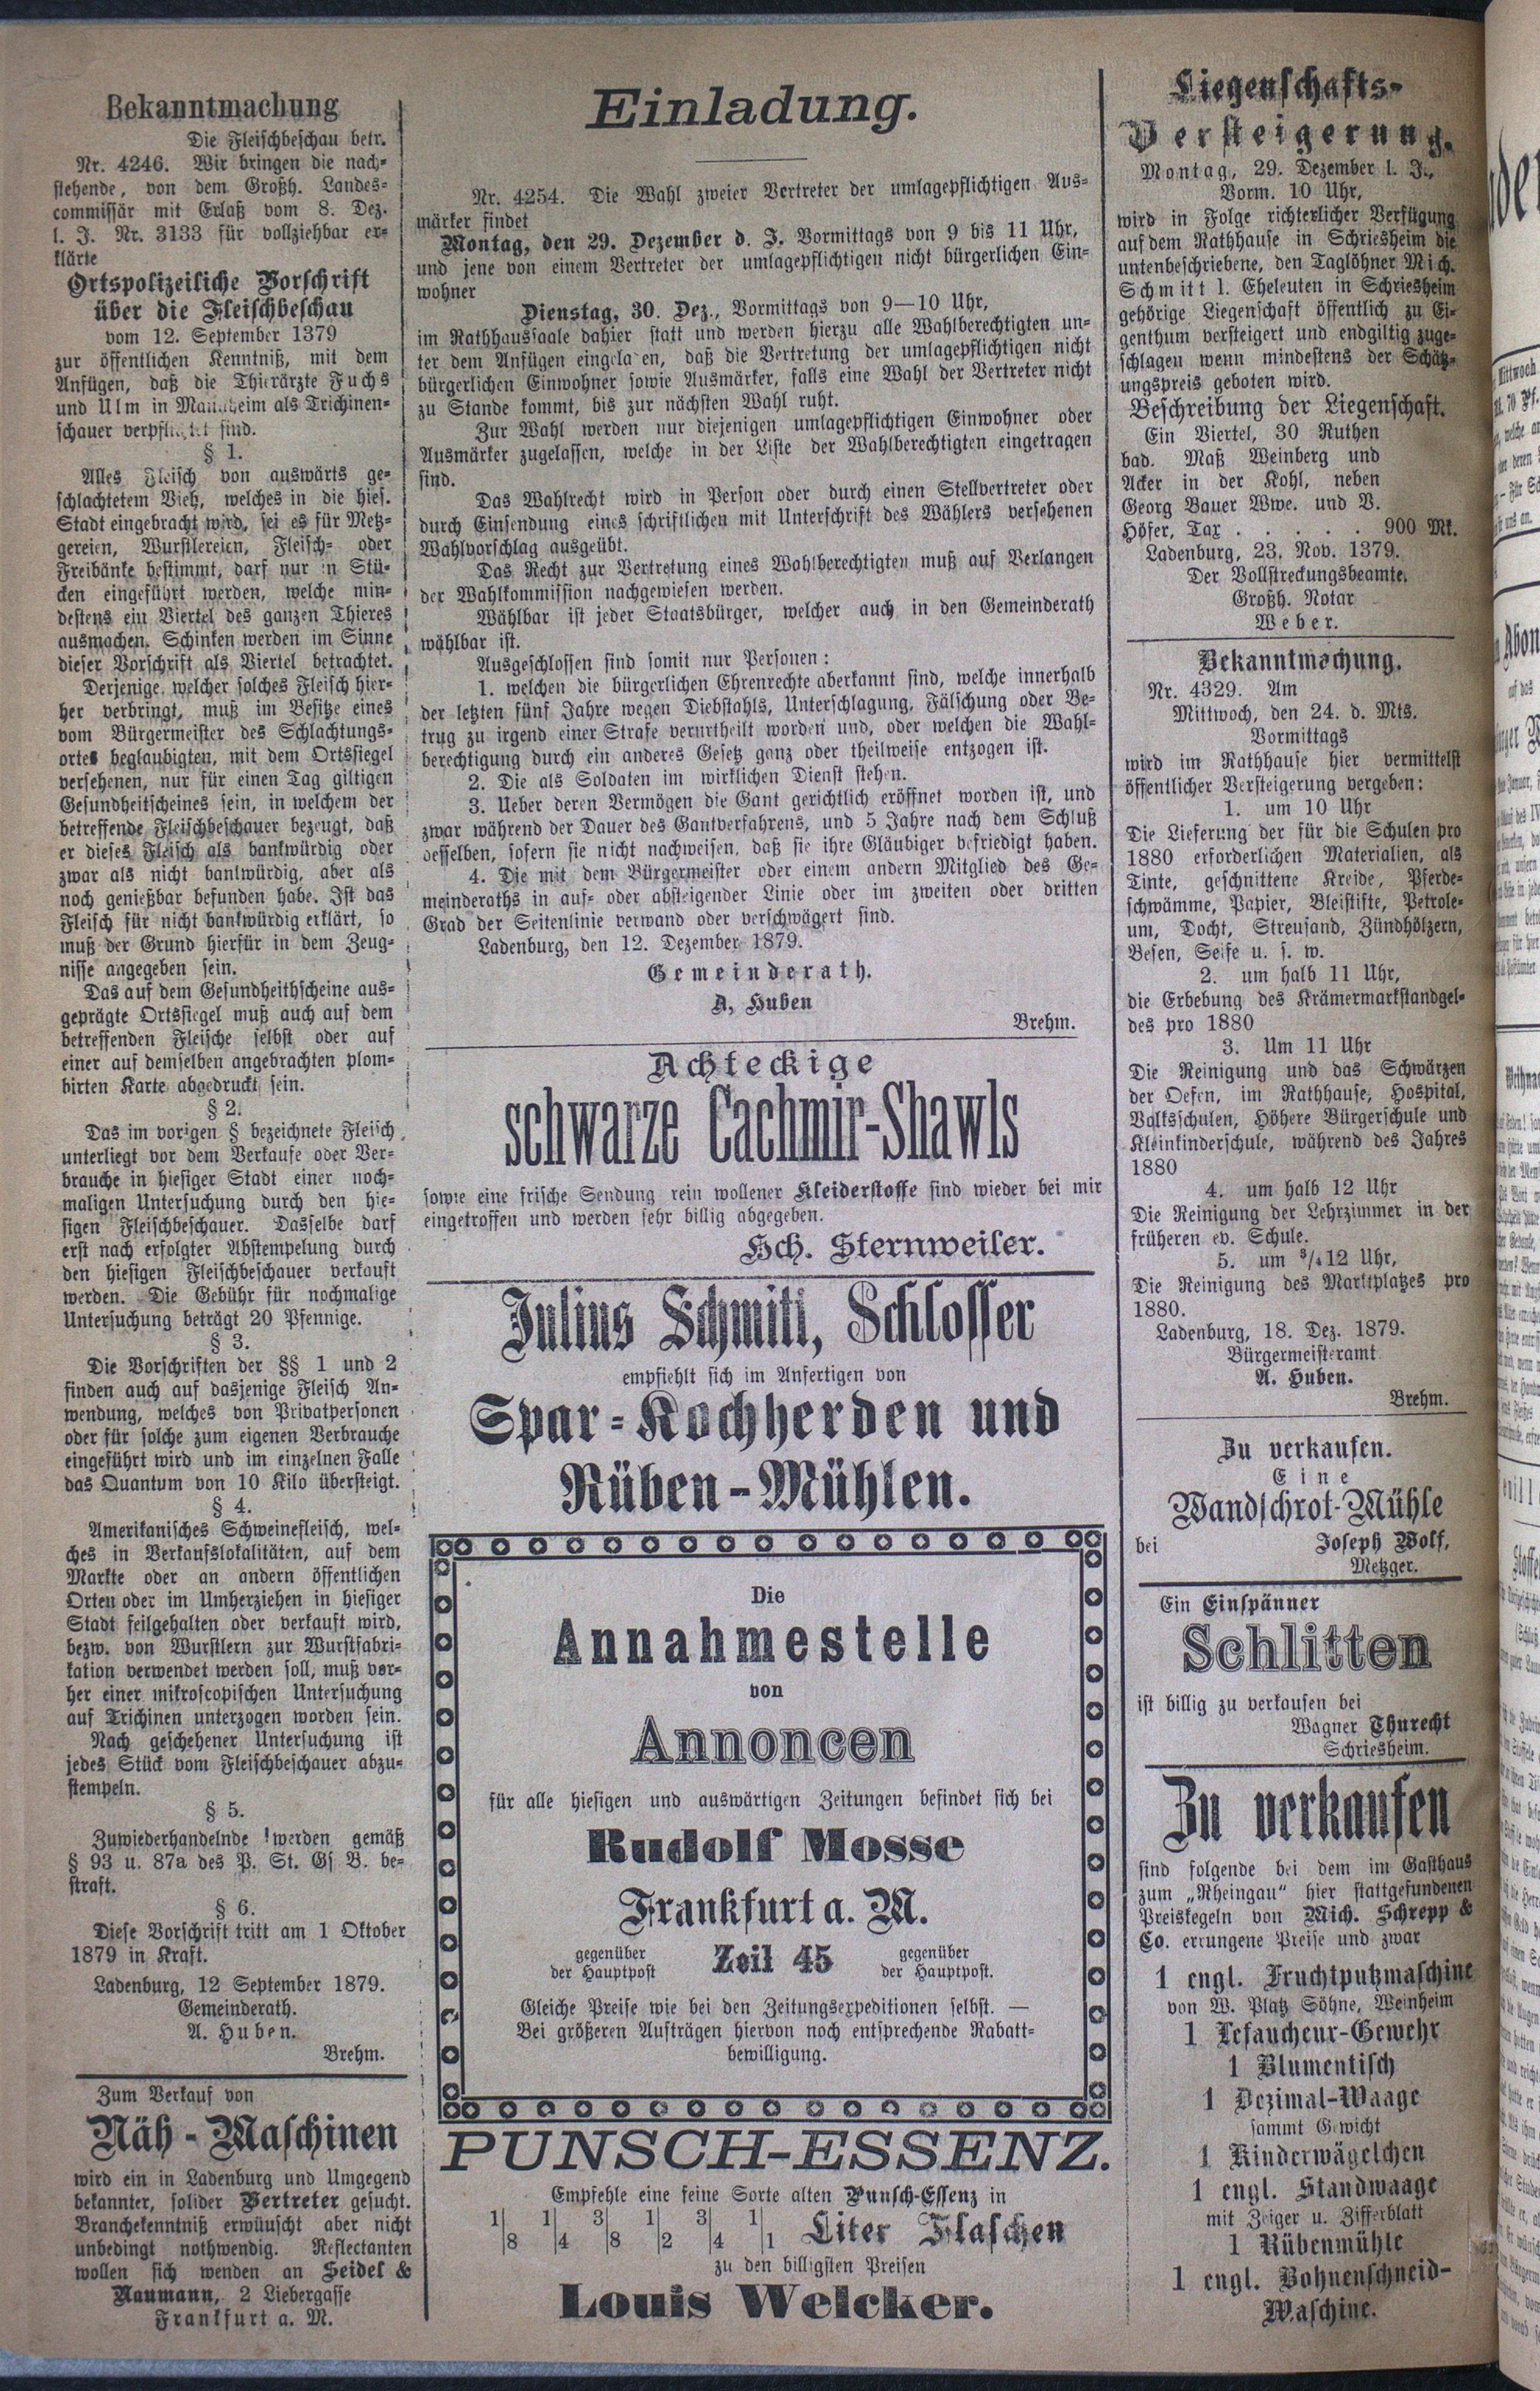 Bekanntmachung
Die Fleischbeschau betr.
Nr. 4246. Wir bringen die nach-
stehende, von dem Großh. Landes-
commissär mit Erlaß vom 8. Dez.
l. J. Nr. 3133 für vollziehbar er-
klärte
Ortspolizeiliche Vorschrift
über die Fleischbeschau
vom 12. September 1379
zur öffentlichen Kenntniß, mit dem
Anfügen, daß die Thierärzte Fuchs
und Ulm in Mannheim als Trichinen-
schauer verpflichtet sind.
§ 1.
Alles Fleisch von auswärts ge-
schlachtetem Vieh, welches in die hies.
Stadt eingebracht wird, sei es für Metz-
gereien, Wurstlereien, Fleisch- oder
Freibänke bestimmt, darf nur in Stü-
cken eingeführt werden, welche min-
destens ein Viertel des ganzen Thieres
ausmachen. Schinken werden im Sinne
dieser Vorschrift als Viertel betrachtet.
Derjenige, welcher solches Fleisch hier-
her verbringt, muß im Besitze eines
vom Bürgermeister des Schlachtungs-
ortes beglaubigten, mit dem Ortssiegel
versehenen, nur für einen Tag giltigen
Gesundheitscheines sein, in welchem der
betreffende Fleischbeschauer bezeugt, daß
er dieses Fleisch als bankwürdig oder
zwar als nicht bankwürdig, aber als
noch genießbar befunden habe. Ist das
Fleisch für nicht bankwürdig erklärt, so
muß der Grund hierfür in dem Zeug-
nisse angegeben sein.
Das auf dem Gesundheithscheine aus-
geprägte Ortssiegel muß auch auf dem
betreffenden Fleische selbst oder auf
einer auf demselben angebrachten plom-
birten Karte abgedruckt sein.
§ 2.
Das im vorigen § bezeichnete Fleisch
unterliegt vor dem Verkaufe oder Ver-
brauche in hiesiger Stadt einer noch-
maligen Untersuchung durch den hie-
sigen Fleischbeschauer. Dasselbe darf
erst nach erfolgter Abstempelung durch
den hiesigen Fleischbeschauer verkauft
werden. Die Gebühr für nochmalige
Untersuchung beträgt 20 Pfennige.
§ 3.
Die Vorschriften der §§ 1 und 2
finden auch auf dasjenige Fleisch An-
wendung, welches von Privatpersonen
oder für solche zum eigenen Verbrauche
eingeführt wird und im einzelnen Falle
das Quantum von 10 Kilo übersteigt.
§ 4.
Amerikanisches Schweinefleisch, wel-
ches in Verkaufslokalitäten, auf dem
Markte oder an andern öffentlichen
Orten oder im Umherziehen in hiesiger
Stadt feilgehalten oder verkauft wird,
bezw. von Wurstlern zur Wurstfabri-
kation verwendet werden soll, muß vor-
her einer mikroscopischen Untersuchung
auf Trichinen unterzogen worden sein.
Nach geschehener Untersuchung ist
jedes Stück vom Fleischbeschauer abzu-
stempeln.
§ 5.
Zuwiederhandelnde !werden gemäß
§ 93 u. 87a des P. St. Gs B. be-
straft.
§ 6.
Diese Vorschrift tritt am 1 Oktober
1879 in Kraft.
Ladenburg, 12 September 1879.
Gemeinderath.
A. Huben.
Brehm.
Zum Verkauf von
Näh-Maschinen
wird ein in Ladenburg und Umgegend
bekannter, solider Vertreter gesucht.
Branchekenntniß erwünscht aber nicht
unbedingt nothwendig. Reflectanten
wollen sich wenden an Seidel &
Naumann, 2 Liebergasse
Frankfurt a. M.
Einladung.
Nr. 4254. Die Wahl zweier Vertreter der umlagepflichtigen Aus-
märker findet
Montag, den 29. Dezember d. J. Vormittags von 9 bis 11 Uhr,
und jene von einem Vertreter der umlagepflichtigen nicht bürgerlichen Ein-
wohner
Dienstag, 30. Dez., Vormittags von 9—10 Uhr,
im Rathhaussaale dahier statt und werden hierzu alle Wahlberechtigten un-
ter dem Anfügen eingela en, daß die Vertretung der umlagepflichtigen nicht
bürgerlichen Einwohner sowie Ausmärker, falls eine Wahl der Vertreter nicht
zu Stande kommt, bis zur nächsten Wahl ruht.
Zur Wahl werden nur diejenigen umlagepflichtigen Einwohner oder
Ausmärker zugelassen, welche in der Liste der Wahlberechtigten eingetragen
sind.
Das Wahlrecht wird in Person oder durch einen Stellvertreter oder
durch Einsendung eines schriftlichen mit Unterschrift des Wählers versehenen
Wahlvorschlag ausgeübt.
Das Recht zur Vertretung eines Wahlberechtigten muß auf Verlangen
der Wahlkommission nachgewiesen werden.
Wählbar ist jeder Staatsbürger, welcher auch in den Gemeinderath
wählbar ist.
Ausgeschlossen sind somit nur Personen:
1. welchen die bürgerlichen Ehrenrechte aberkannt sind, welche innerhalb
der letzten fünf Jahre wegen Diebstahls, Unterschlagung, Fälschung oder Be-
trug zu irgend einer Strafe verurtheilt worden und, oder welchen die Wahl-
berechtigung durch ein anderes Gesetz ganz oder theilweise entzogen ist.
2. Die als Soldaten im wirklichen Dienst stehen.
3. Ueber deren Vermögen die Gant gerichtlich eröffnet worden ist, und
zwar während der Dauer des Gantverfahrens, und 5 Jahre nach dem Schluß
desselben, sofern sie nicht nachweisen, daß sie ihre Gläubiger befriedigt haben.
4. Die mit dem Bürgermeister oder einem andern Mitglied des Ge-
meinderaths in auf- oder absteigender Linie oder im zweiten oder dritten
Grad der Seitenlinie verwand oder verschwägert sind.
Ladenburg, den 12. Dezember 1879.
Gemeinderath.
A, Huben
Brehm.
Achteckige
schwarze Cachmir-Shawls
sowie eine frische Sendung rein wollener Kleiderstoffe sind wieder bei mir
eingetroffen und werden sehr billig abgegeben.
Hch. Sternweiler.
Julius Schmitt, Schlosser
empfiehlt sich im Anfertigen von
Spar-Kochherden und
Rüben-Mühlen.
Die
Annahmestelle
von
Annoncen
für alle hiesigen und auswärtigen Zeitungen befindet sich bei
Rudolf Mosse
Frankfurt a. M.
gegenüber der Hauptpost Zeil 45 gegenüber der Hauptpost.
Gleiche Preise wie bei den Zeitungsexpeditionen selbst. —
Bei größeren Aufträgen hiervon noch entsprechende Rabatt-
bewilligung.
PUNSCH-ESSENZ.
Empfehle eine feine Sorte alten Punsch-Essenz in
1/8 1/4 3/8 1/2 3/4 1/1 Liter Flaschen
zu den billigsten Preisen
Louis Welcker.
Liegenschafts-
Versteigerung.
Montag, 29. Dezember l. J.,
Vorm. 10 Uhr,
wird in Folge richterlicher Verfügung
auf dem Rathhause in Schriesheim die
untenbeschriebene, den Taglöhner Mich.
Schmitt l. Eheleuten in Schriesheim
gehörige Liegenschaft öffentlich zu Ei-
genthum versteigert und endgiltig zuge-
schlagen wenn mindestens der Schätz-
ungspreis geboten wird.
Beschreibung der Liegenschaft.
Ein Viertel, 30 Ruthen
bad. Maß Weinberg und
Acker in der Kohl, neben
Georg Bauer Wwe. und V.
Höfer, Tax . . . . . 900 Mk.
Ladenburg, 23. Nov. 1379.
Der Vollstreckungsbeamte.
Großh. Notar
Weber.
Bekanntmachung.
Nr. 4329. Am
Mittwoch, den 24. d. Mts.
Vormittags
wird im Rathhause hier vermittelst
öffentlicher Versteigerung vergeben:
1. um 10 Uhr
Die Lieferung der für die Schulen pro
1880 erforderlichen Materialien, als
Tinte, geschnittene Kreide, Pferde-
schwämme, Papier, Bleistifte, Petrole-
um, Docht, Streusand, Zündhölzern,
Besen, Seife u. s. w.
2. um halb 11 Uhr,
die Erbebung des Krämermarkstandgel-
des pro 1880
3. Um 11 Uhr
Die Reinigung und das Schwärzen
der Oefen, im Rathhause, Hospital,
Volksschulen, Höhere Bürgerschule und
Kleinkinderschule, während des Jahres
1880
4. um halb 12 Uhr
Die Reinigung der Lehrzimmer in der
früheren ev. Schule.
5. um 3/4 12 Uhr,
Die Reinigung des Marktplatzes pro
1880.
Ladenburg, 18. Dez. 1879.
Bürgermeisteramt
A. Huben.
Brehm.
Zu verkaufen.
Eine
Wandschrot-Mühle
bei Joseph Wolf,
Metzger.
Ein Einspänner
Schlitten
ist billig zu verkaufen bei
Wagner Thurecht
Schriesheim.
Zu verkaufen
sind folgende bei dem im Gasthaus
zum „Rheingau“ hier stattgefundenen
Preiskegeln von Mich. Schrepp &
Co. errungene Preise und zwar
1 engl. Fruchtputzmaschine
von W. Platz Söhne, Weinheim
1 Lefaucheux-Gewehr
1 Blumentisch
1 Dezimal-Waage
sammt Gewicht
1 Kinderwägelchen
1 engl. Standwaage
mit Zeiger u. Zifferblatt
1 Rübenmühle
1 engl. Bohnenschneid-
Maschine.